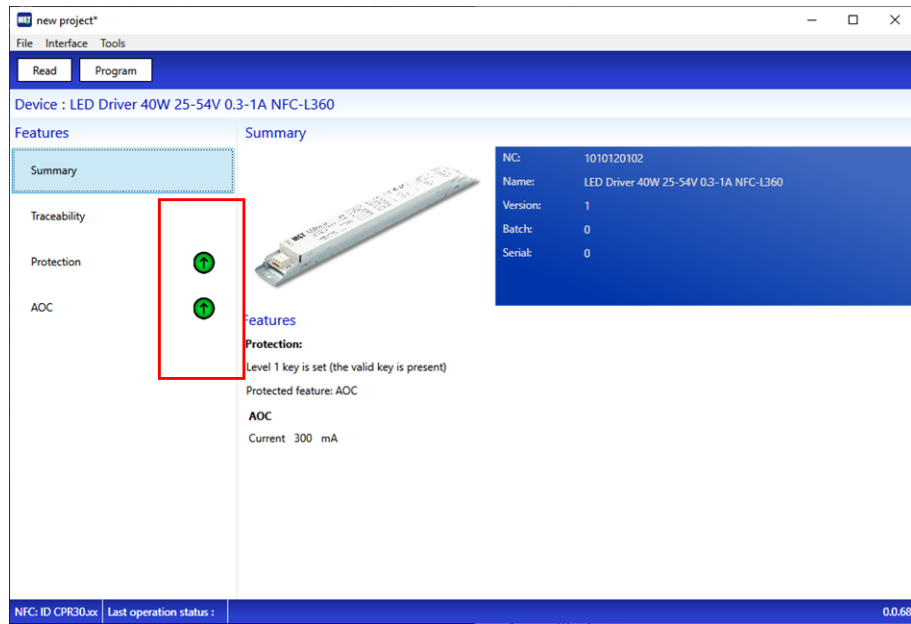 new project*
File Interface Tools
Read Program
Device : LED Driver 40W 25-54V 0.3-1A NFC-L360
Features
Summary
Traceability
Protection
AOC
Summary
NC: 1010120102
Name: LED Driver 40W 25-54V 0.3-1A NFC-L360
Version: 1
Batch: 0
Serial: 0
Features
Protection:
Level 1 key is set (the valid key is present)
Protected feature: AOC
AOC
Current 300 mA
NFC: ID CPR30.xx Last operation status : 0.0.68